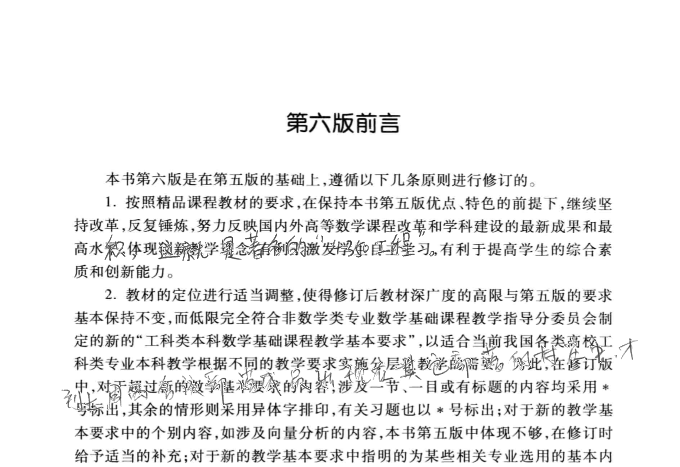 第六版前言
本书第六版是在第五版的基础上,遵循以下几条原则进行修订的。
1. 按照精品课程教材的要求,在保持本书第五版优点、特色的前提下,继续坚
持改革,反复锤炼,努力反映国内外高等数学课程改革和学科建设的最新成果和最
高水平,体现创新教学理念,有利于激发学生自主学习,有利于提高学生的综合素
这就是著名的“
工程”。
质和创新能力。
2. 教材的定位进行适当调整,使得修订后教材深广度的高限与第五版的要求
基本保持不变,而低限完全符合非数学类专业数学基础课程教学指导分委员会制
定的新的“工科类本科数学基础课程教学基本要求”,以适合当前我国各类高校工
科类专业本科教学根据不同的教学要求实施分层次教学的需要。为此,在修订版
中,对于超过新的教学基本要求的内容,涉及一节、一目或有标题的内容均采用 *
号标出,其余的情形则采用异体字排印,有关习题也以 * 号标出;对于新的教学基
本要求中的个别内容,如涉及向量分析的内容,本书第五版中体现不够,在修订时
给予适当的补充;对于新的教学基本要求中指明的为某些相关专业选用的基本内